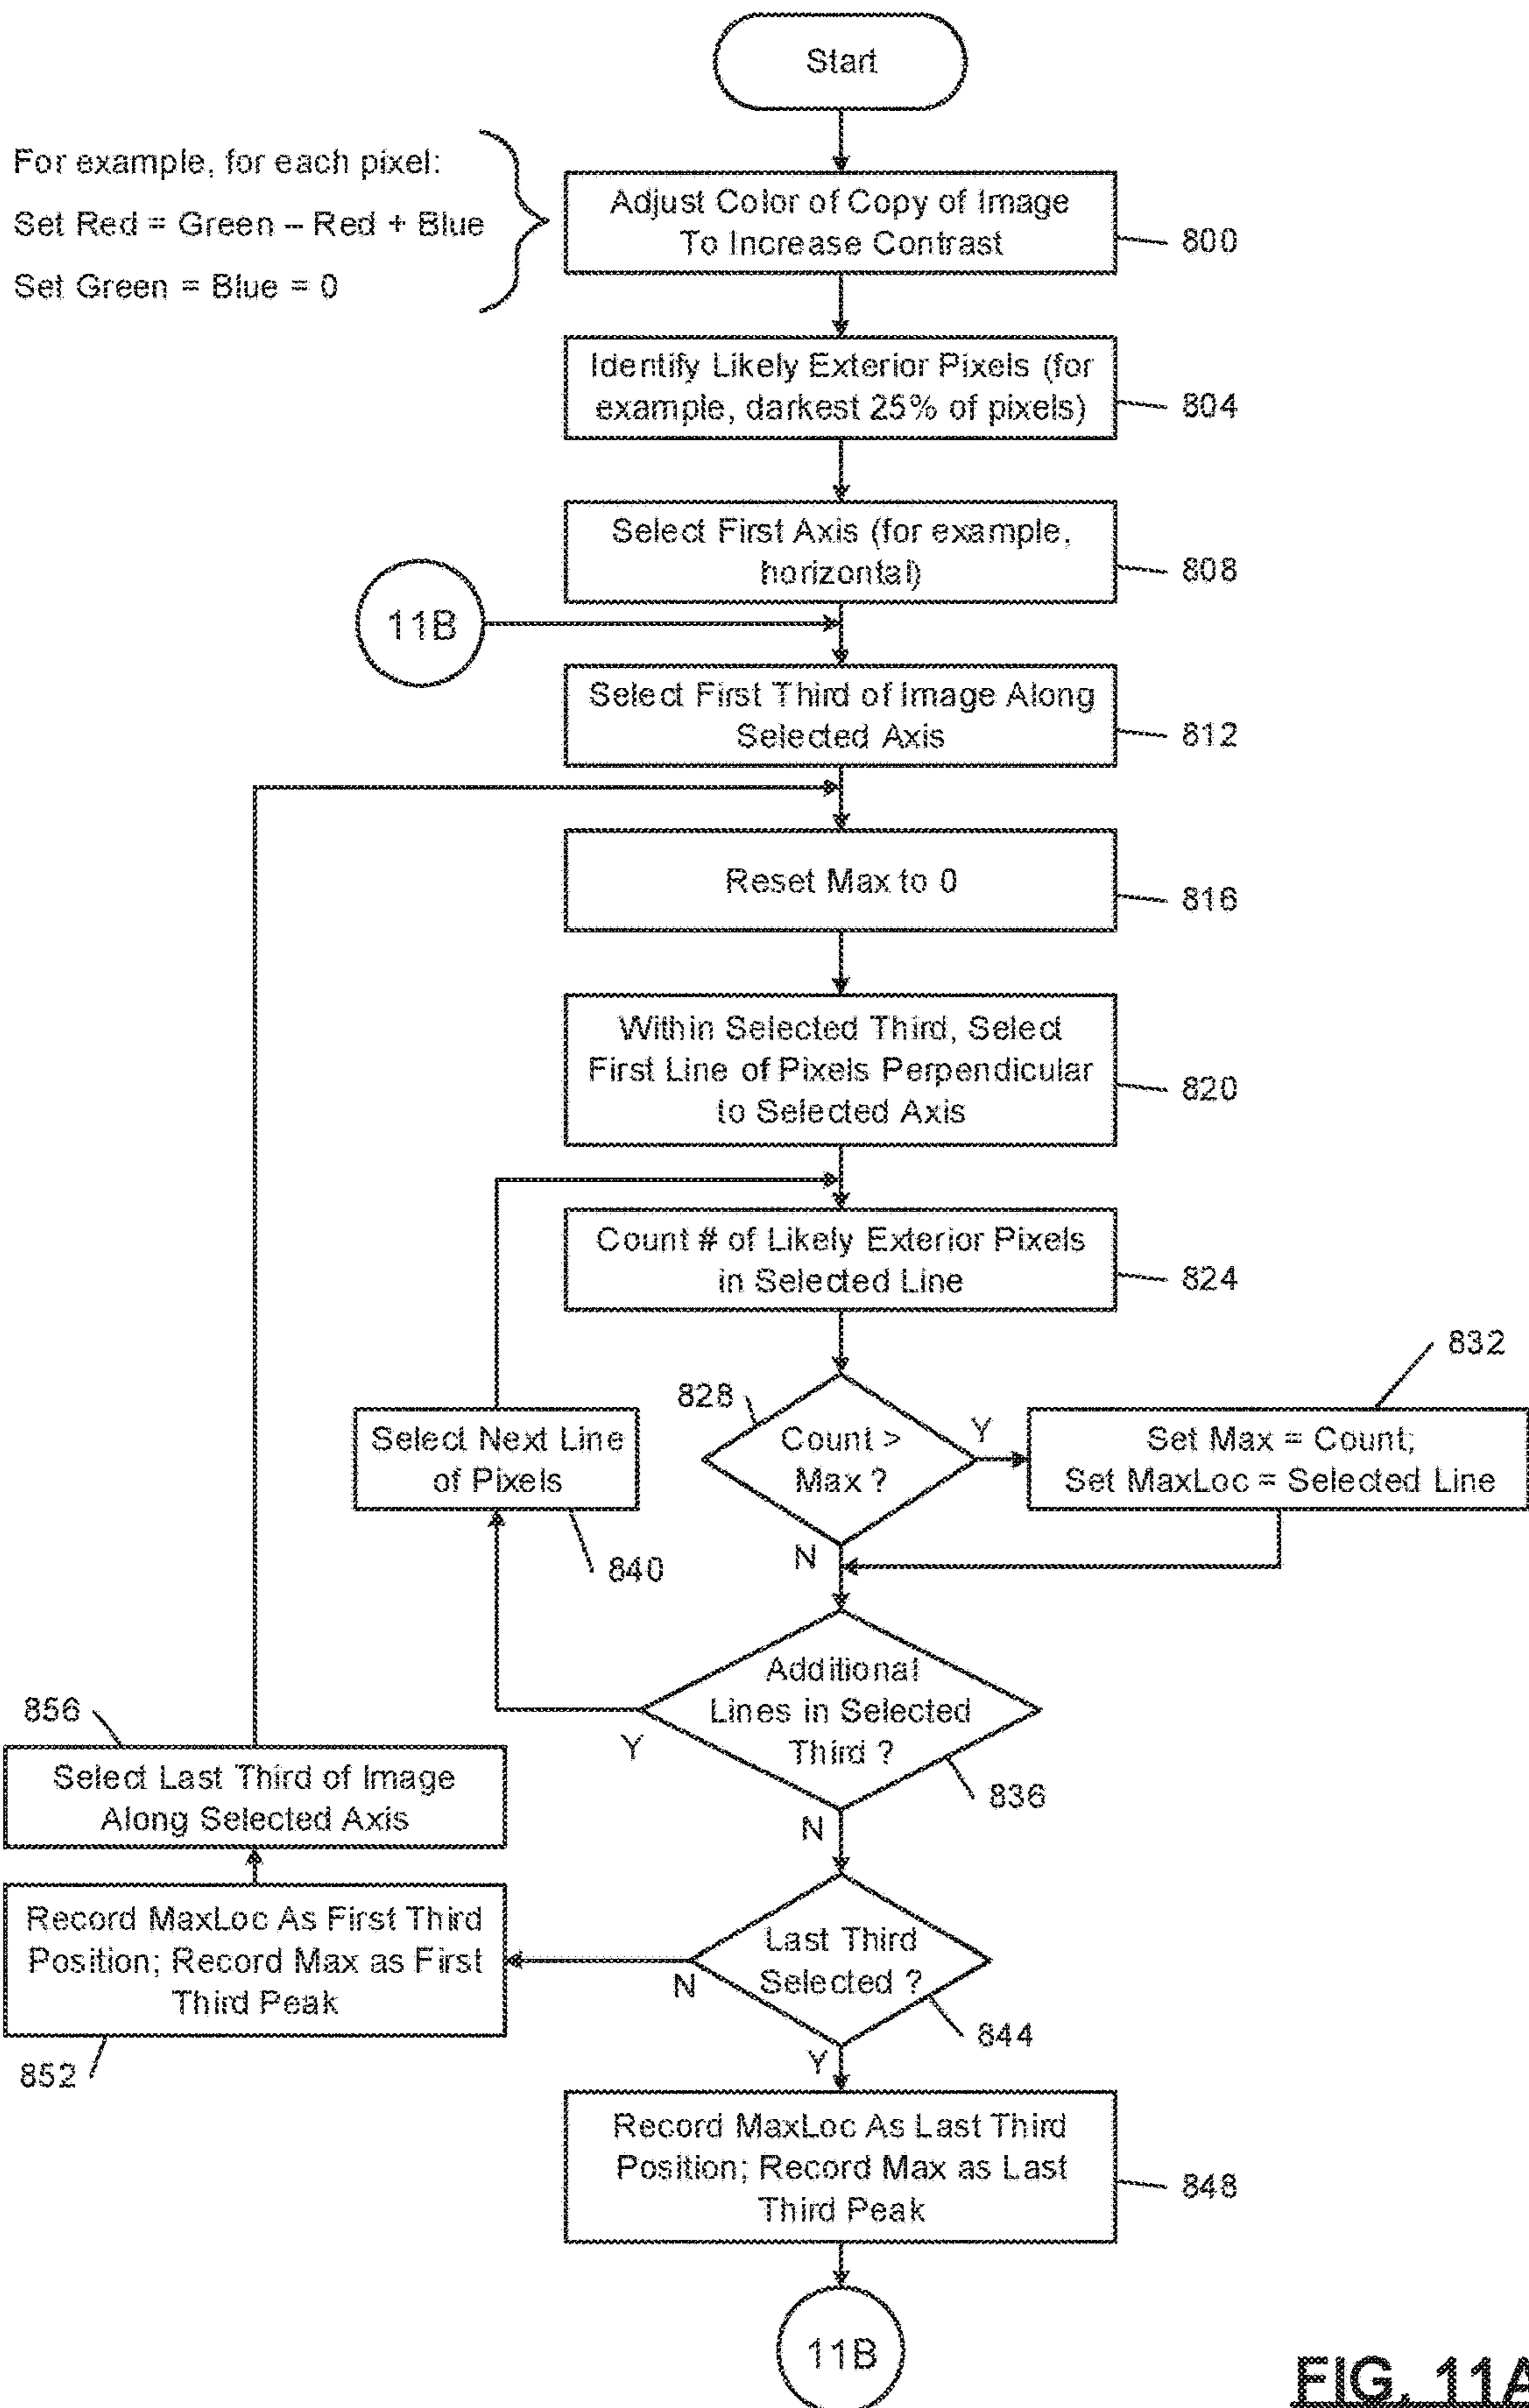 Start
For example, for each pixel:
Set Red = Green – Red + Blue
Set Green = Blue = 0
Adjust Color of Copy of Image
To Increase Contrast
800
Identify Likely Exterior Pixels (for
example, darkest 25% of pixels)
804
Select First Axis (for example,
horizontal)
808
11B
Select First Third of Image Along
Selected Axis
812
Reset Max to 0
816
Within Selected Third, Select
First Line of Pixels Perpendicular
to Selected Axis
820
Count # of Likely Exterior Pixels
in Selected Line
824
828
Count >
Max ?
Y
N
832
Set Max = Count;
Set MaxLoc = Selected Line
Select Next Line
of Pixels
840
Additional
Lines in Selected
Third ?
Y
N
836
856
Select Last Third of Image
Along Selected Axis
Record MaxLoc As First Third
Position; Record Max as First
Third Peak
852
Last Third
Selected ?
N
Y
844
Record MaxLoc As Last Third
Position; Record Max as Last
Third Peak
848
11B
FIG. 11A